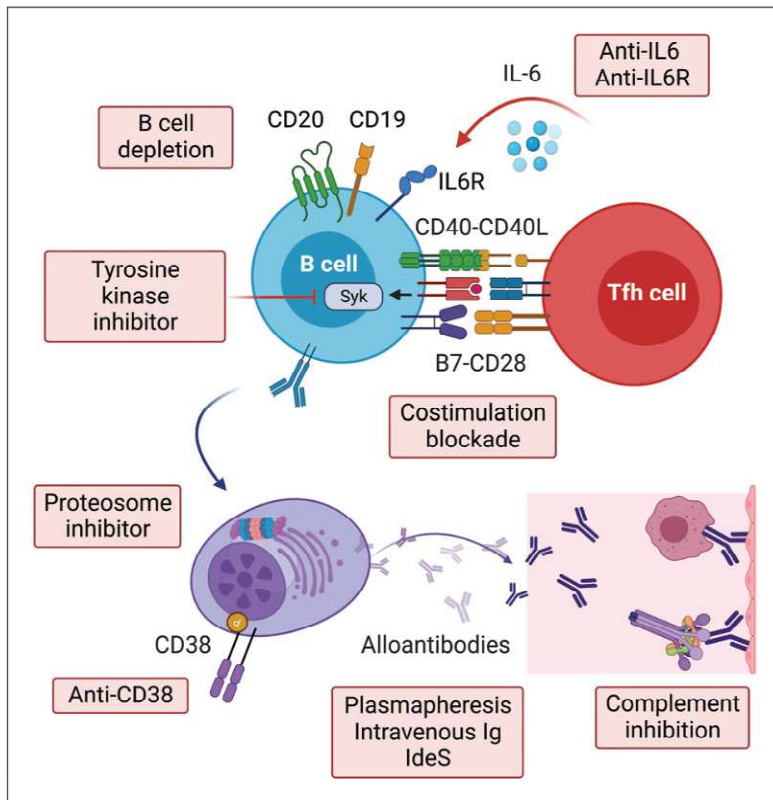 Anti-IL6
Anti-IL6R
IL-6
B cell
depletion
CD20
CD19
IL6R
CD40-CD40L
B cell
Tfh cell
Tyrosine
kinase
inhibitor
Syk
B7-CD28
Costimulation
blockade
Proteosome
inhibitor
CD38
Alloantibodies
Anti-CD38
Plasmapheresis
Intravenous Ig
IdeS
Complement
inhibition